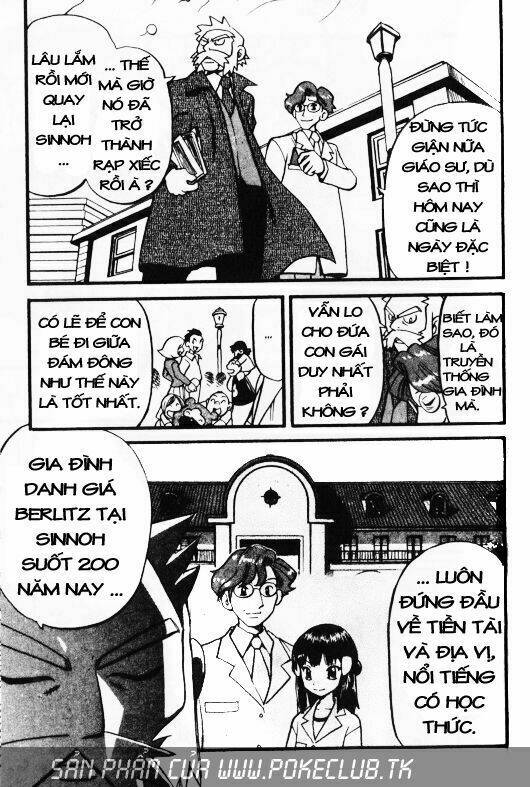 LÂU LẮM
RỒI MỚI
QUAY
LẠI
SINNOH
...
... THẾ
MÀ GIỜ
NÓ ĐÃ
TRỞ
THÀNH
RẠP XIẾC
RỒI À ?
ĐỪNG TỨC
GIẬN NỮA
GIÁO SƯ, DÙ
SAO THÌ
HÔM NAY
CŨNG LÀ
NGÀY ĐẶC
BIỆT !
CÓ LẼ ĐỂ CON
BÉ ĐI GIỮA
ĐÁM ĐÔNG
NHƯ THẾ NÀY
LÀ TỐT NHẤT.
...
VẪN LO
CHO ĐỨA
CON GÁI
DUY NHẤT
PHẢI
KHÔNG ?
BIẾT LÀM
SAO, ĐÓ
LÀ
TRUYỀN
THỐNG
GIA ĐÌNH
MÀ.
GIA ĐÌNH
DANH GIÁ
BERLITZ TẠI
SINNOH
SUỐT 200
NĂM NAY ...
... LUÔN
ĐỨNG ĐẦU
VỀ TIỀN TÀI
VÀ ĐỊA VỊ,
NỔI TIẾNG
CÓ HỌC
THỨC.
SẢN PHẨM CỦA WWW.POKECLUB.TK